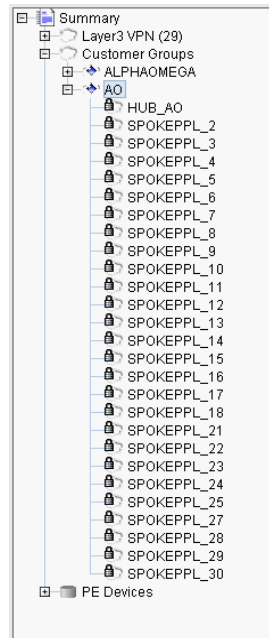 Summary
Layer3 VPN (29)
Customer Groups
ALPHAOMEGA
AO
HUB_AO
SPOKEPPL_2
SPOKEPPL_3
SPOKEPPL_4
SPOKEPPL_5
SPOKEPPL_6
SPOKEPPL_7
SPOKEPPL_8
SPOKEPPL_9
SPOKEPPL_10
SPOKEPPL_11
SPOKEPPL_12
SPOKEPPL_13
SPOKEPPL_14
SPOKEPPL_15
SPOKEPPL_16
SPOKEPPL_17
SPOKEPPL_18
SPOKEPPL_21
SPOKEPPL_22
SPOKEPPL_23
SPOKEPPL_24
SPOKEPPL_25
SPOKEPPL_27
SPOKEPPL_28
SPOKEPPL_29
SPOKEPPL_30
PE Devices